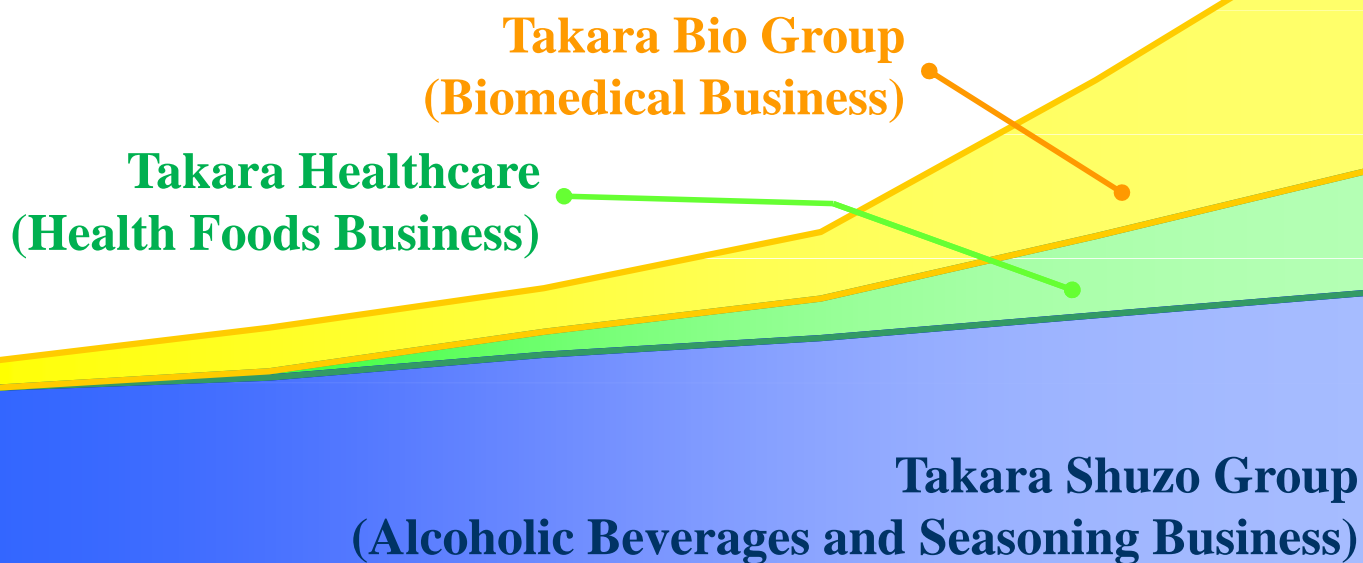 Takara Bio Group
(Biomedical Business)
Takara Healthcare
(Health Foods Business)
Takara Shuzo Group
(Alcoholic Beverages and Seasoning Business)